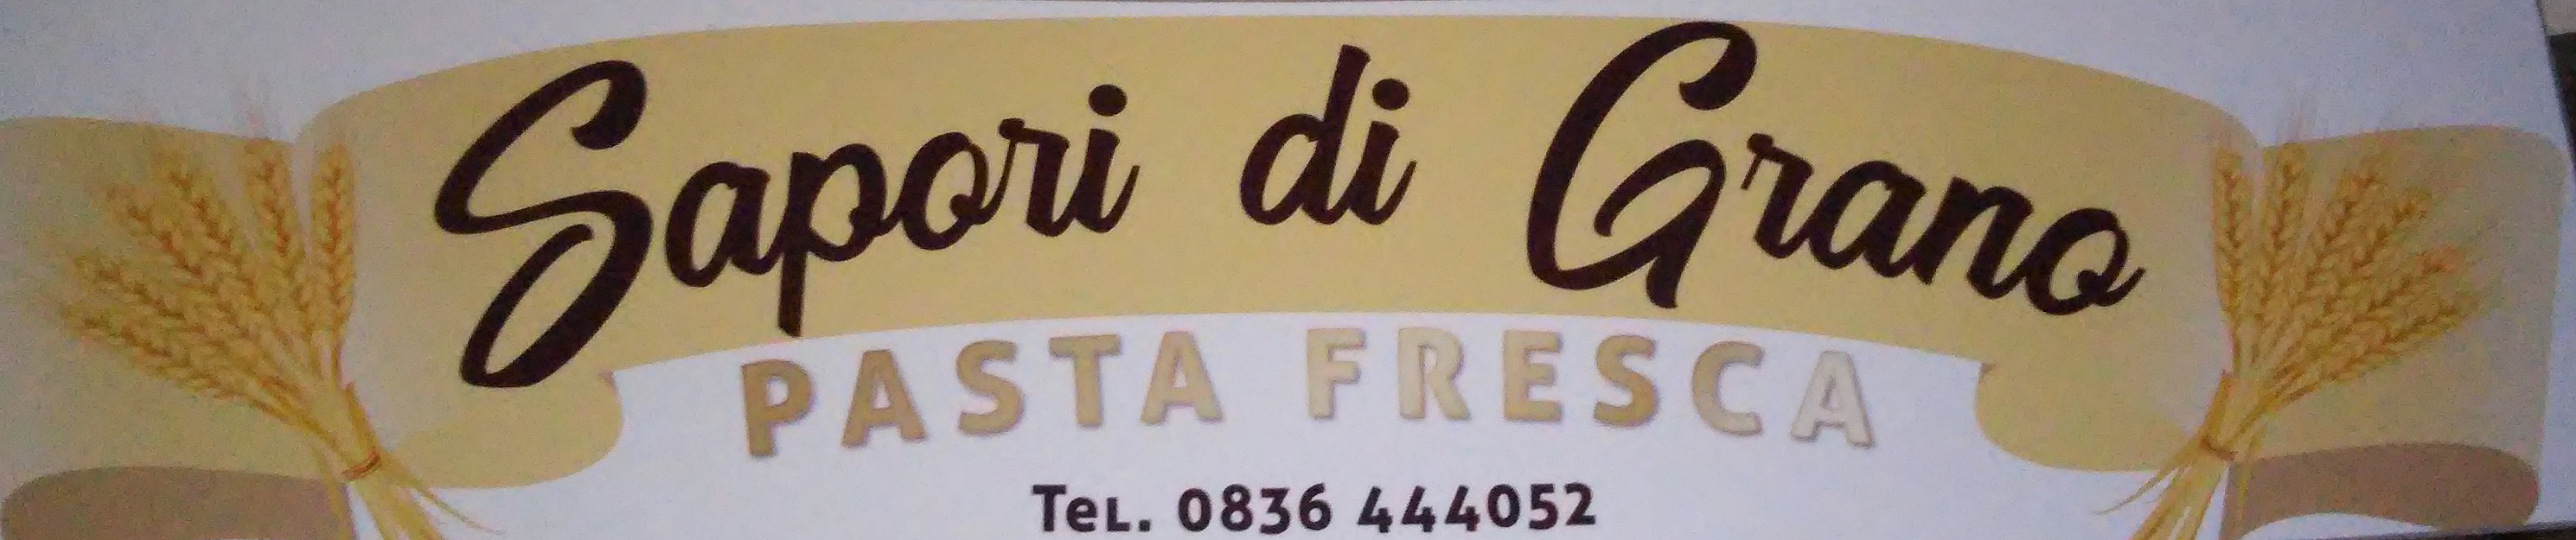 Sapori di Grano
PASTA FRESCA
TeL. 0836 444052